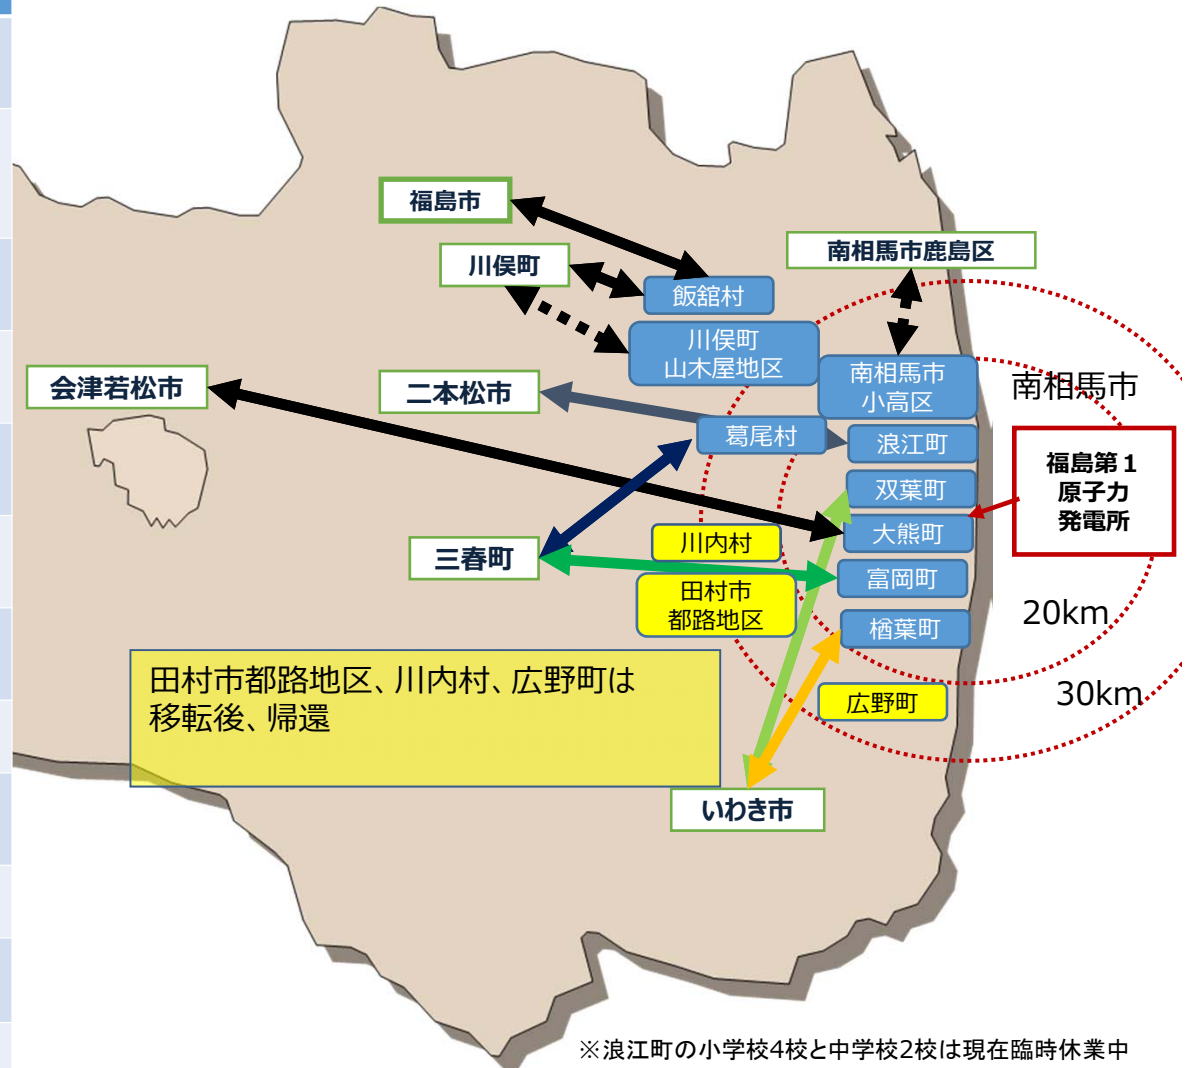 福島市
川俣町
南相馬市鹿島区
飯舘村
川俣町
山木屋地区
会津若松市
二本松市
南相馬市
小高区
南相馬市
葛尾村
浪江町
福島第１
原子力
発電所
双葉町
大熊町
川内村
三春町
富岡町
田村市
都路地区
20km
楢葉町
田村市都路地区、川内村、広野町は
移転後、帰還
30km
広野町
いわき市
※浪江町の小学校4校と中学校2校は現在臨時休業中